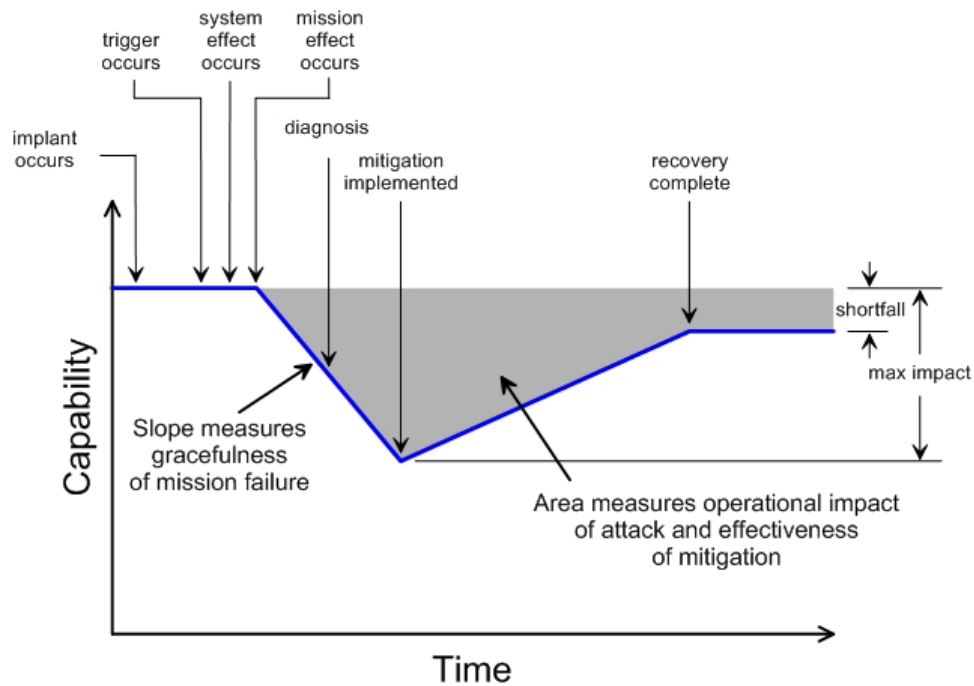 trigger
occurs
system
effect
occurs
mission
effect
occurs
implant
occurs
diagnosis
mitigation
implemented
recovery
complete
shortfall
max impact
Capability
Slope measures
gracefulness
of mission failure
Area measures operational impact
of attack and effectiveness
of mitigation
Time